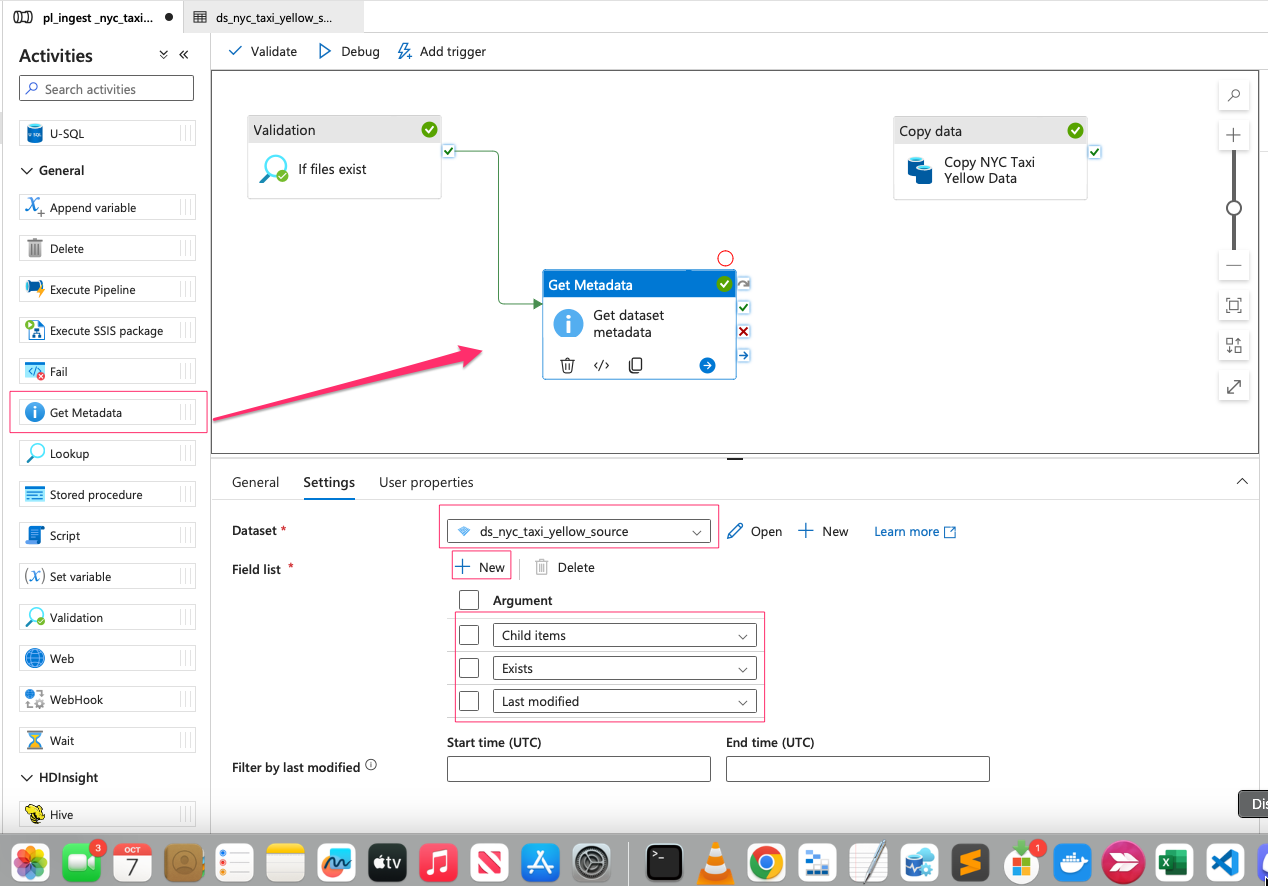 pl_ingest _nyc_taxi...
ds_nyc_taxi_yellow_s...
Activities
Validate
Debug
Add trigger
Search activities
U-SQL
General
Append variable
Delete
Execute Pipeline
Execute SSIS package
Fail
Get Metadata
Lookup
Stored procedure
Script
Set variable
Validation
Web
WebHook
Wait
HDInsight
Hive
Validation
If files exist
Copy data
Copy NYC Taxi
Yellow Data
Get Metadata
Get dataset
metadata
General
Settings
User properties
Dataset *
ds_nyc_taxi_yellow_source
Open
New
Learn more
Field list *
New
Delete
Argument
Child items
Exists
Last modified
Start time (UTC)
End time (UTC)
Filter by last modified
Dis
3
OCT
7
tv
1